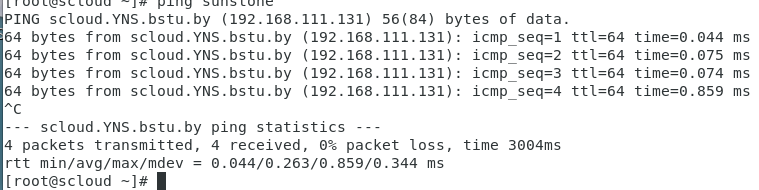 [root@scloud ~]# ping sunstone
PING scloud.YNS.bstu.by (192.168.111.131) 56(84) bytes of data.
64 bytes from scloud.YNS.bstu.by (192.168.111.131): icmp_seq=1 ttl=64 time=0.044 ms
64 bytes from scloud.YNS.bstu.by (192.168.111.131): icmp_seq=2 ttl=64 time=0.075 ms
64 bytes from scloud.YNS.bstu.by (192.168.111.131): icmp_seq=3 ttl=64 time=0.074 ms
64 bytes from scloud.YNS.bstu.by (192.168.111.131): icmp_seq=4 ttl=64 time=0.859 ms
^C
--- scloud.YNS.bstu.by ping statistics ---
4 packets transmitted, 4 received, 0% packet loss, time 3004ms
rtt min/avg/max/mdev = 0.044/0.263/0.859/0.344 ms
[root@scloud ~]#